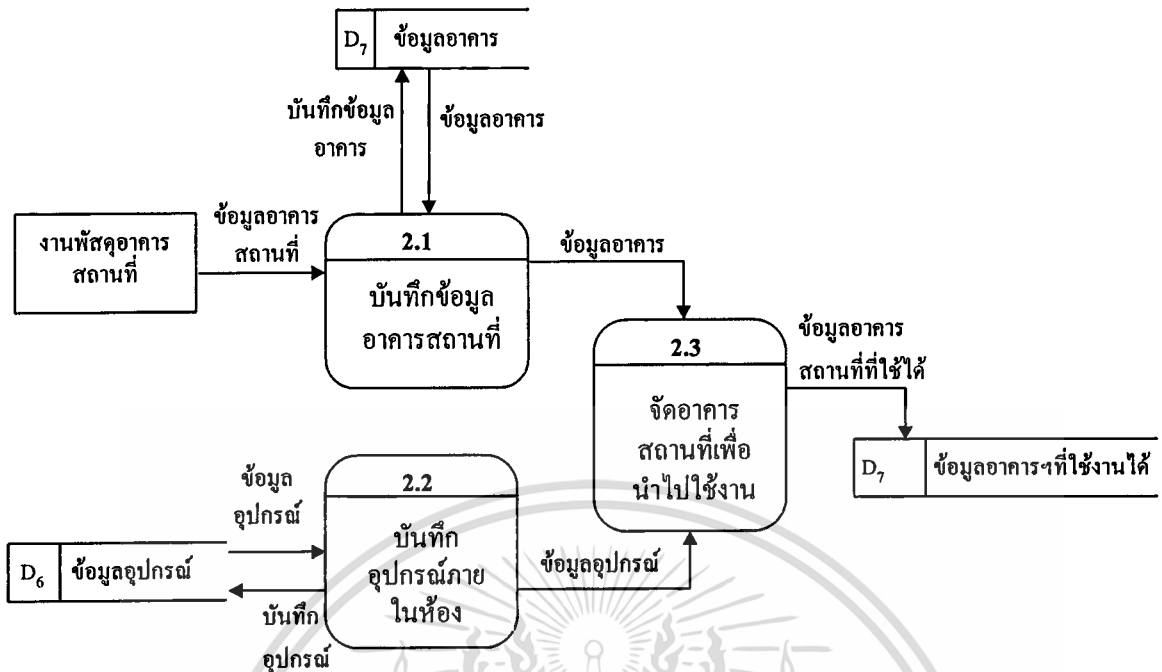 D7 ข้อมูลอาคาร
บันทึกข้อมูล
อาคาร
ข้อมูลอาคาร
งานพัสดุอาคาร
สถานที่
ข้อมูลอาคาร
สถานที่
2.1
บันทึกข้อมูล
อาคารสถานที่
ข้อมูลอาคาร
2.3
จัดอาคาร
สถานที่เพื่อ
นำไปใช้งาน
ข้อมูลอาคาร
สถานที่ที่ใช้ได้
D7 ข้อมูลอาคารฯที่ใช้งานได้
ข้อมูล
อุปกรณ์
D6 ข้อมูลอุปกรณ์
บันทึก
อุปกรณ์
2.2
บันทึก
อุปกรณ์ภาย
ในห้อง
ข้อมูลอุปกรณ์